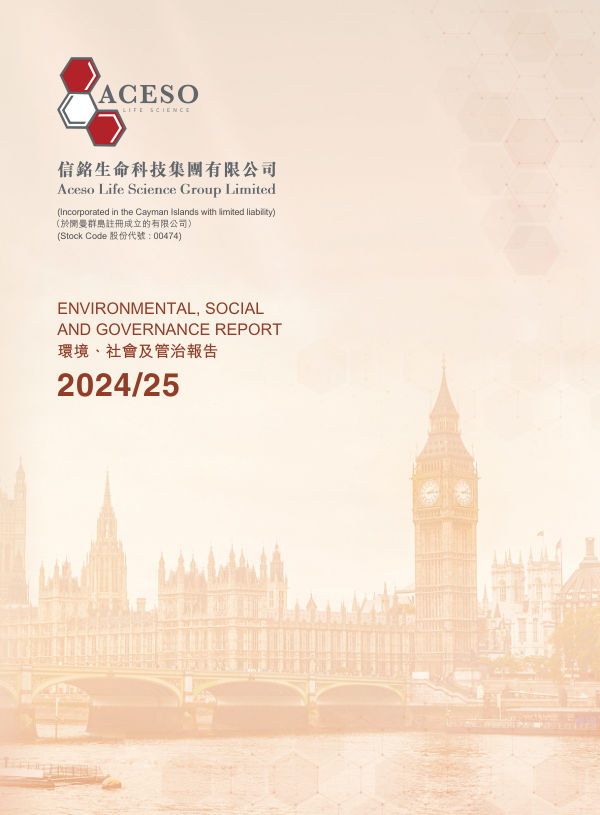 ACESO
LIFE SCIENCE
信銘生命科技集團有限公司
Aceso Life Science Group Limited
(Incorporated in the Cayman Islands with limited liability)
（於開曼群島註冊成立的有限公司）
(Stock Code 股份代號 : 00474)
ENVIRONMENTAL, SOCIAL
AND GOVERNANCE REPORT
環境、社會及管治報告
2024/25